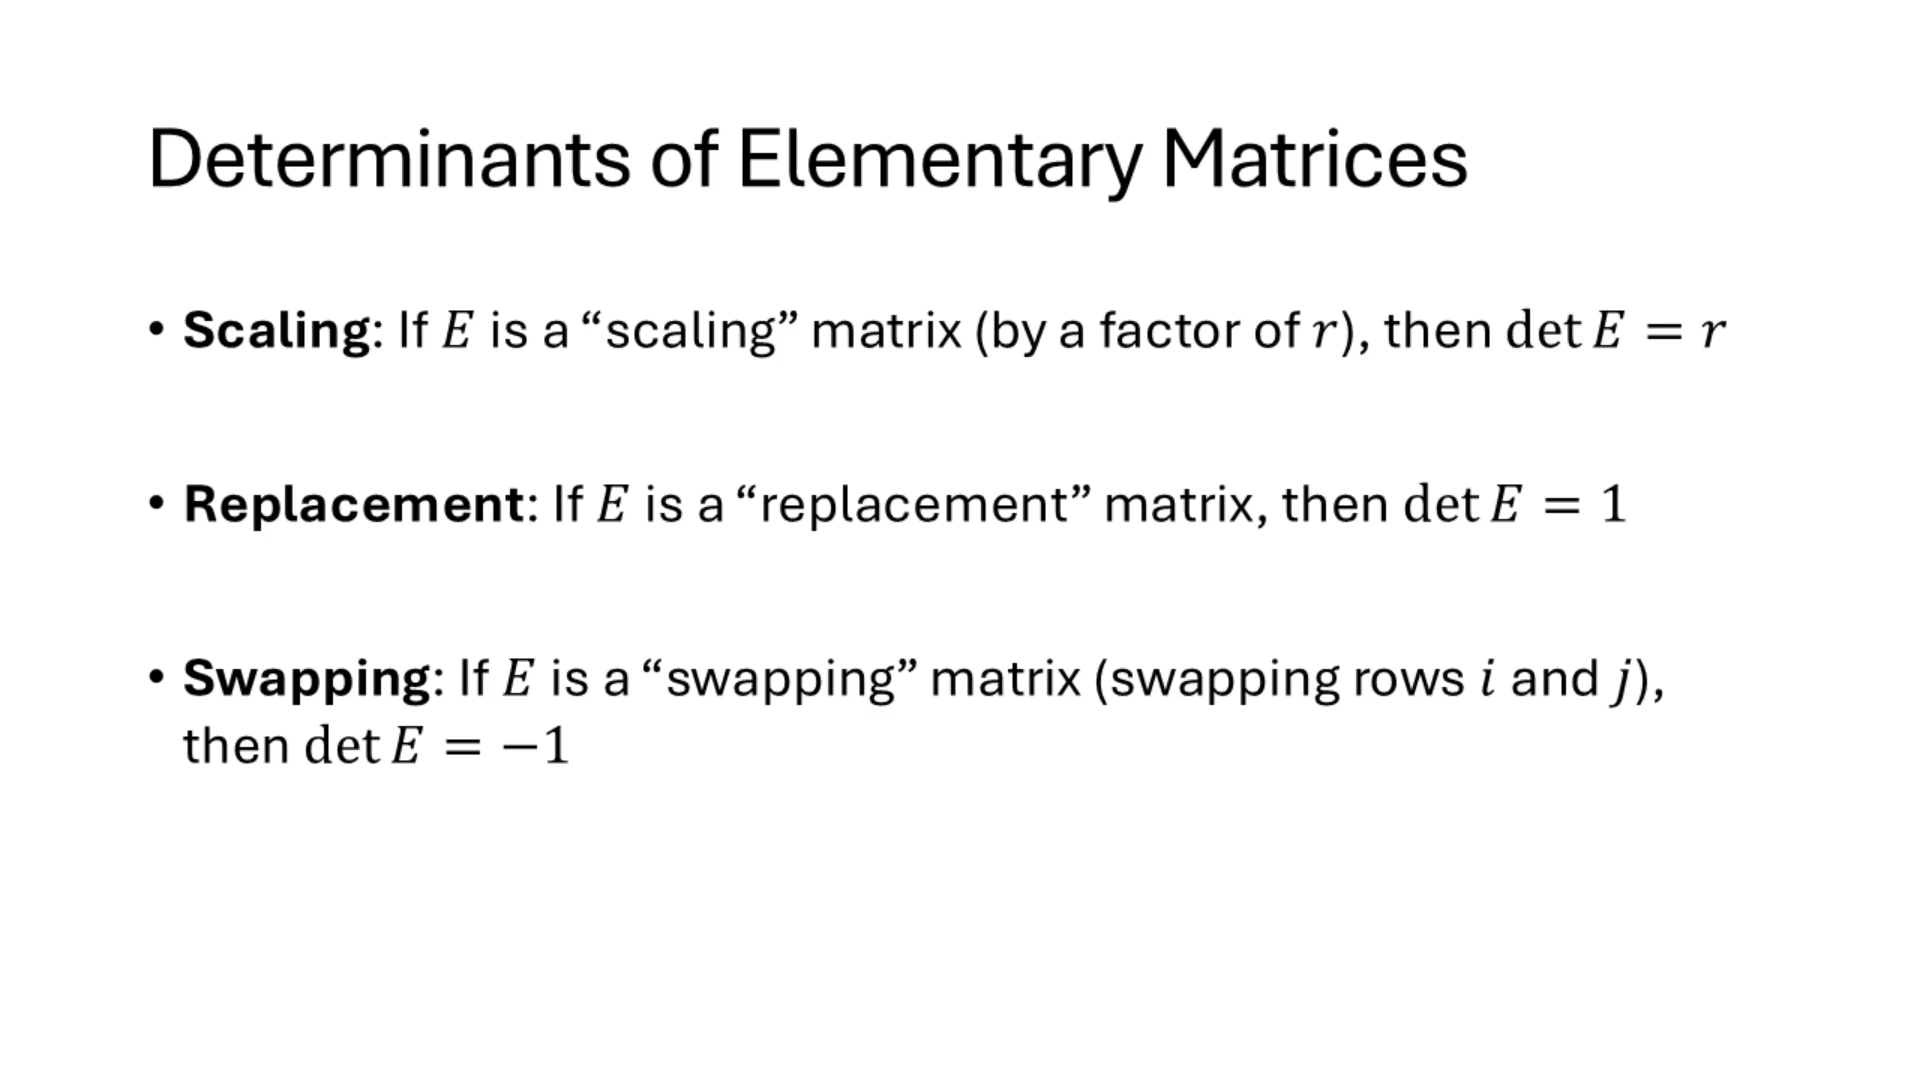 Determinants of Elementary Matrices
• Scaling: If E is a “scaling” matrix (by a factor of r), then det E = r
• Replacement: If E is a “replacement” matrix, then det E = 1
• Swapping: If E is a “swapping” matrix (swapping rows i and j),
then det E = −1